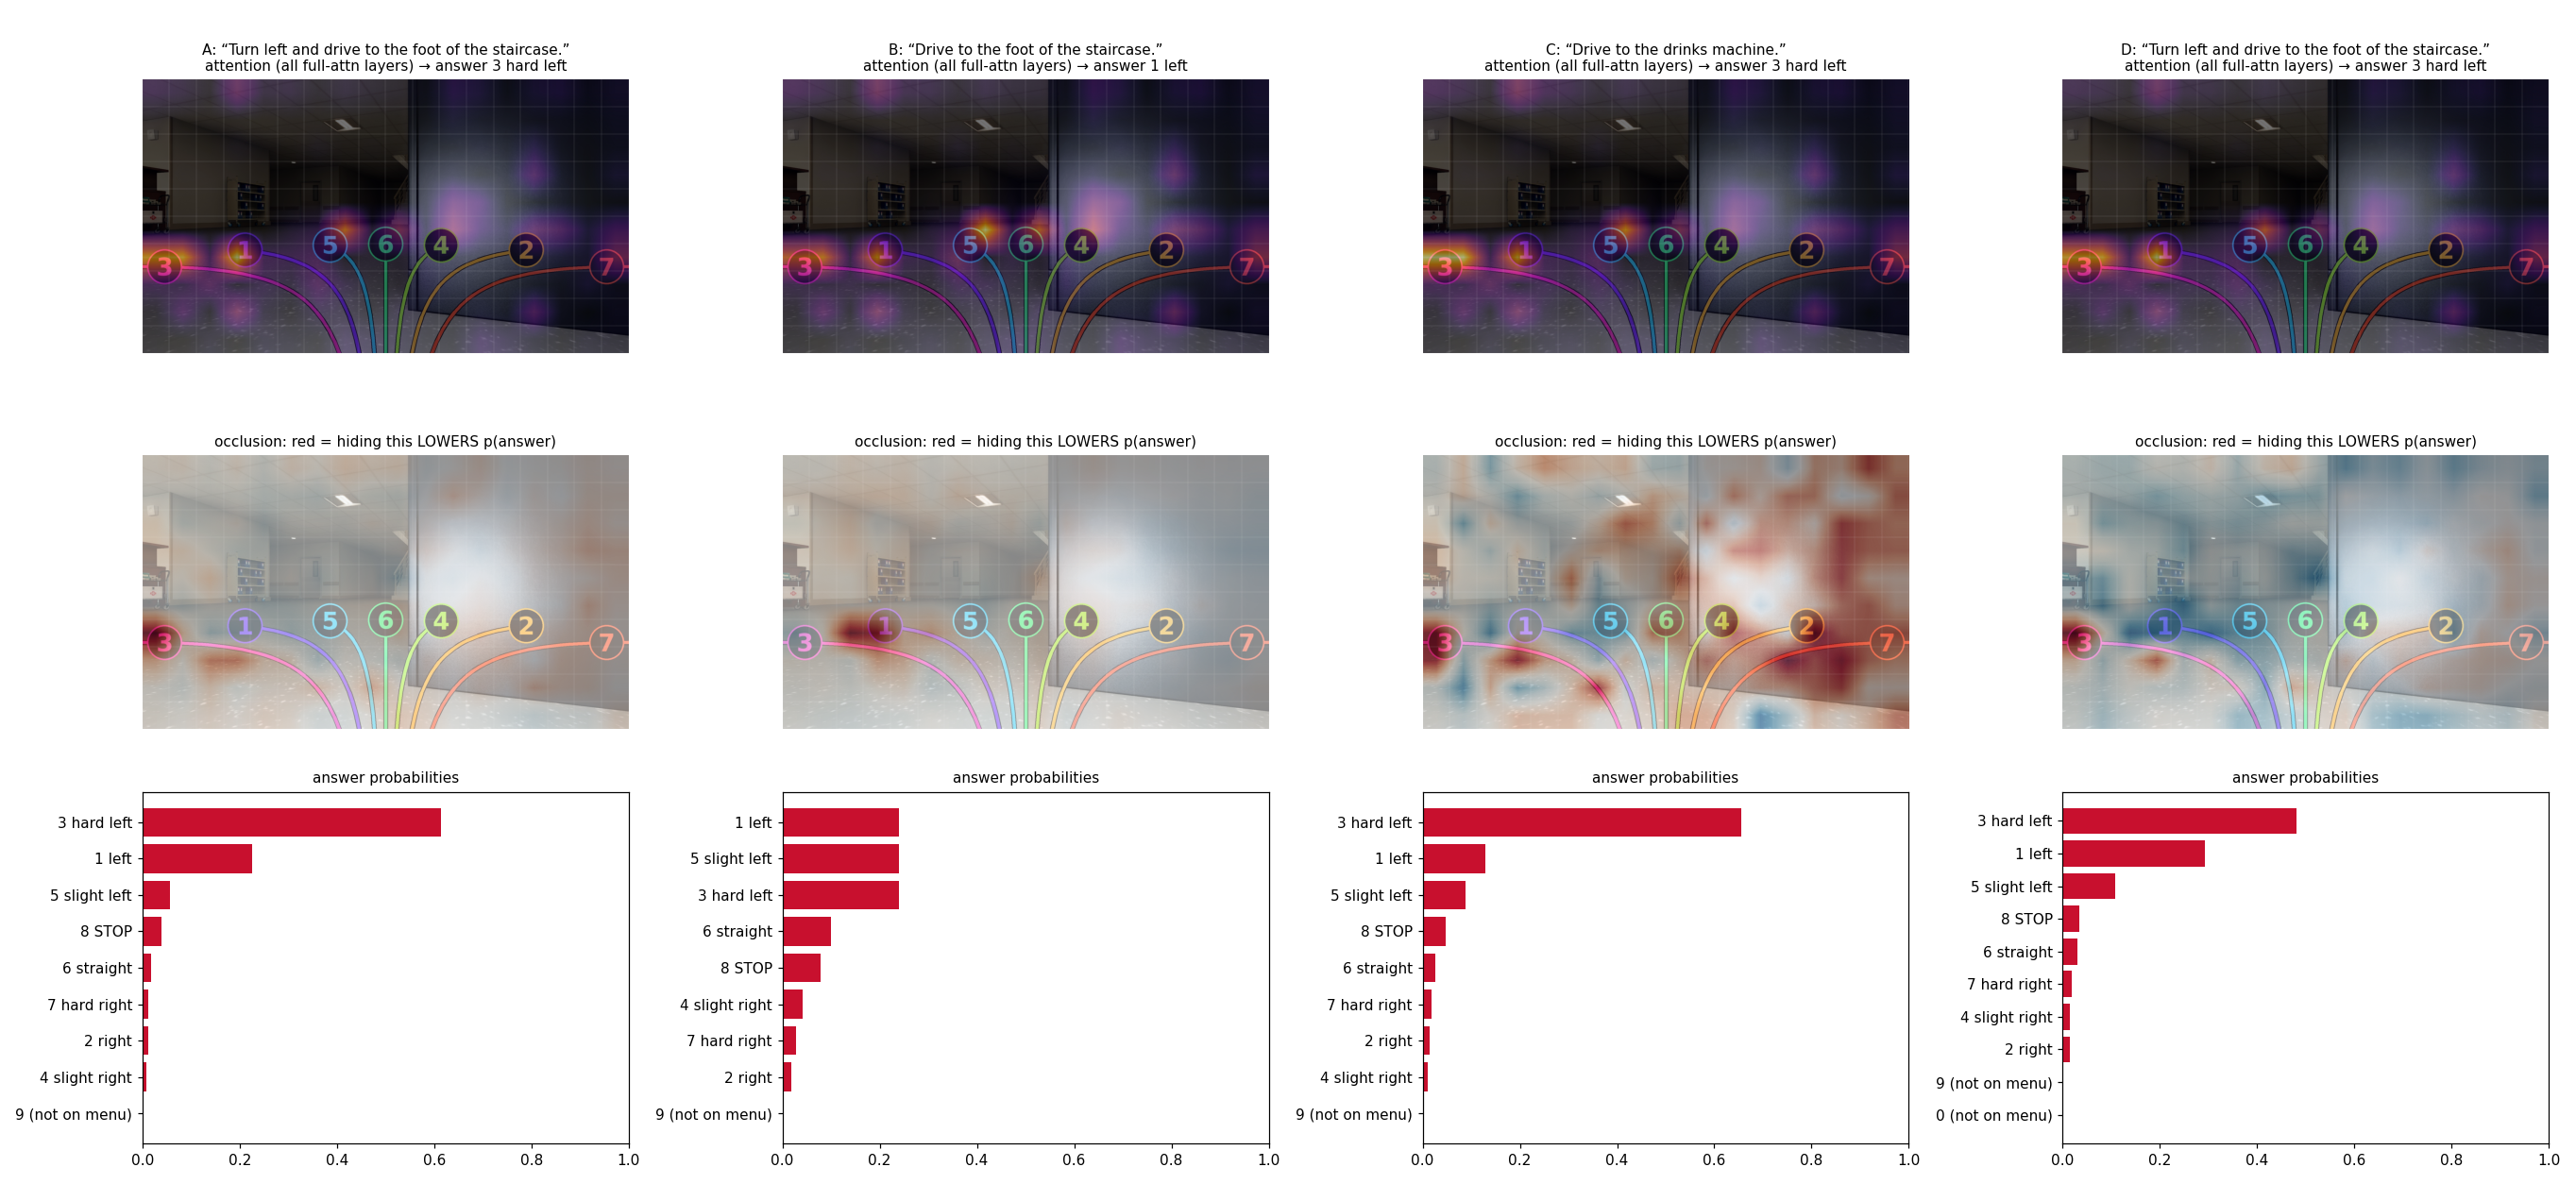 A: “Turn left and drive to the foot of the staircase.”
attention (all full-attn layers) → answer 3 hard left
3
1
5
6
4
2
7
occlusion: red = hiding this LOWERS p(answer)
3
1
5
6
4
2
7
answer probabilities
3 hard left
1 left
5 slight left
8 STOP
6 straight
7 hard right
2 right
4 slight right
9 (not on menu)
0.0 0.2 0.4 0.6 0.8 1.0
B: “Drive to the foot of the staircase.”
attention (all full-attn layers) → answer 1 left
3
1
5
6
4
2
7
occlusion: red = hiding this LOWERS p(answer)
3
1
5
6
4
2
7
answer probabilities
1 left
5 slight left
3 hard left
6 straight
8 STOP
4 slight right
7 hard right
2 right
9 (not on menu)
0.0 0.2 0.4 0.6 0.8 1.0
C: “Drive to the drinks machine.”
attention (all full-attn layers) → answer 3 hard left
3
1
5
6
4
2
7
occlusion: red = hiding this LOWERS p(answer)
3
1
5
6
4
2
7
answer probabilities
3 hard left
1 left
5 slight left
8 STOP
6 straight
7 hard right
2 right
4 slight right
9 (not on menu)
0.0 0.2 0.4 0.6 0.8 1.0
D: “Turn left and drive to the foot of the staircase.”
attention (all full-attn layers) → answer 3 hard left
3
1
5
6
4
2
7
occlusion: red = hiding this LOWERS p(answer)
3
1
5
6
4
2
7
answer probabilities
3 hard left
1 left
5 slight left
8 STOP
6 straight
7 hard right
4 slight right
2 right
9 (not on menu)
0 (not on menu)
0.0 0.2 0.4 0.6 0.8 1.0